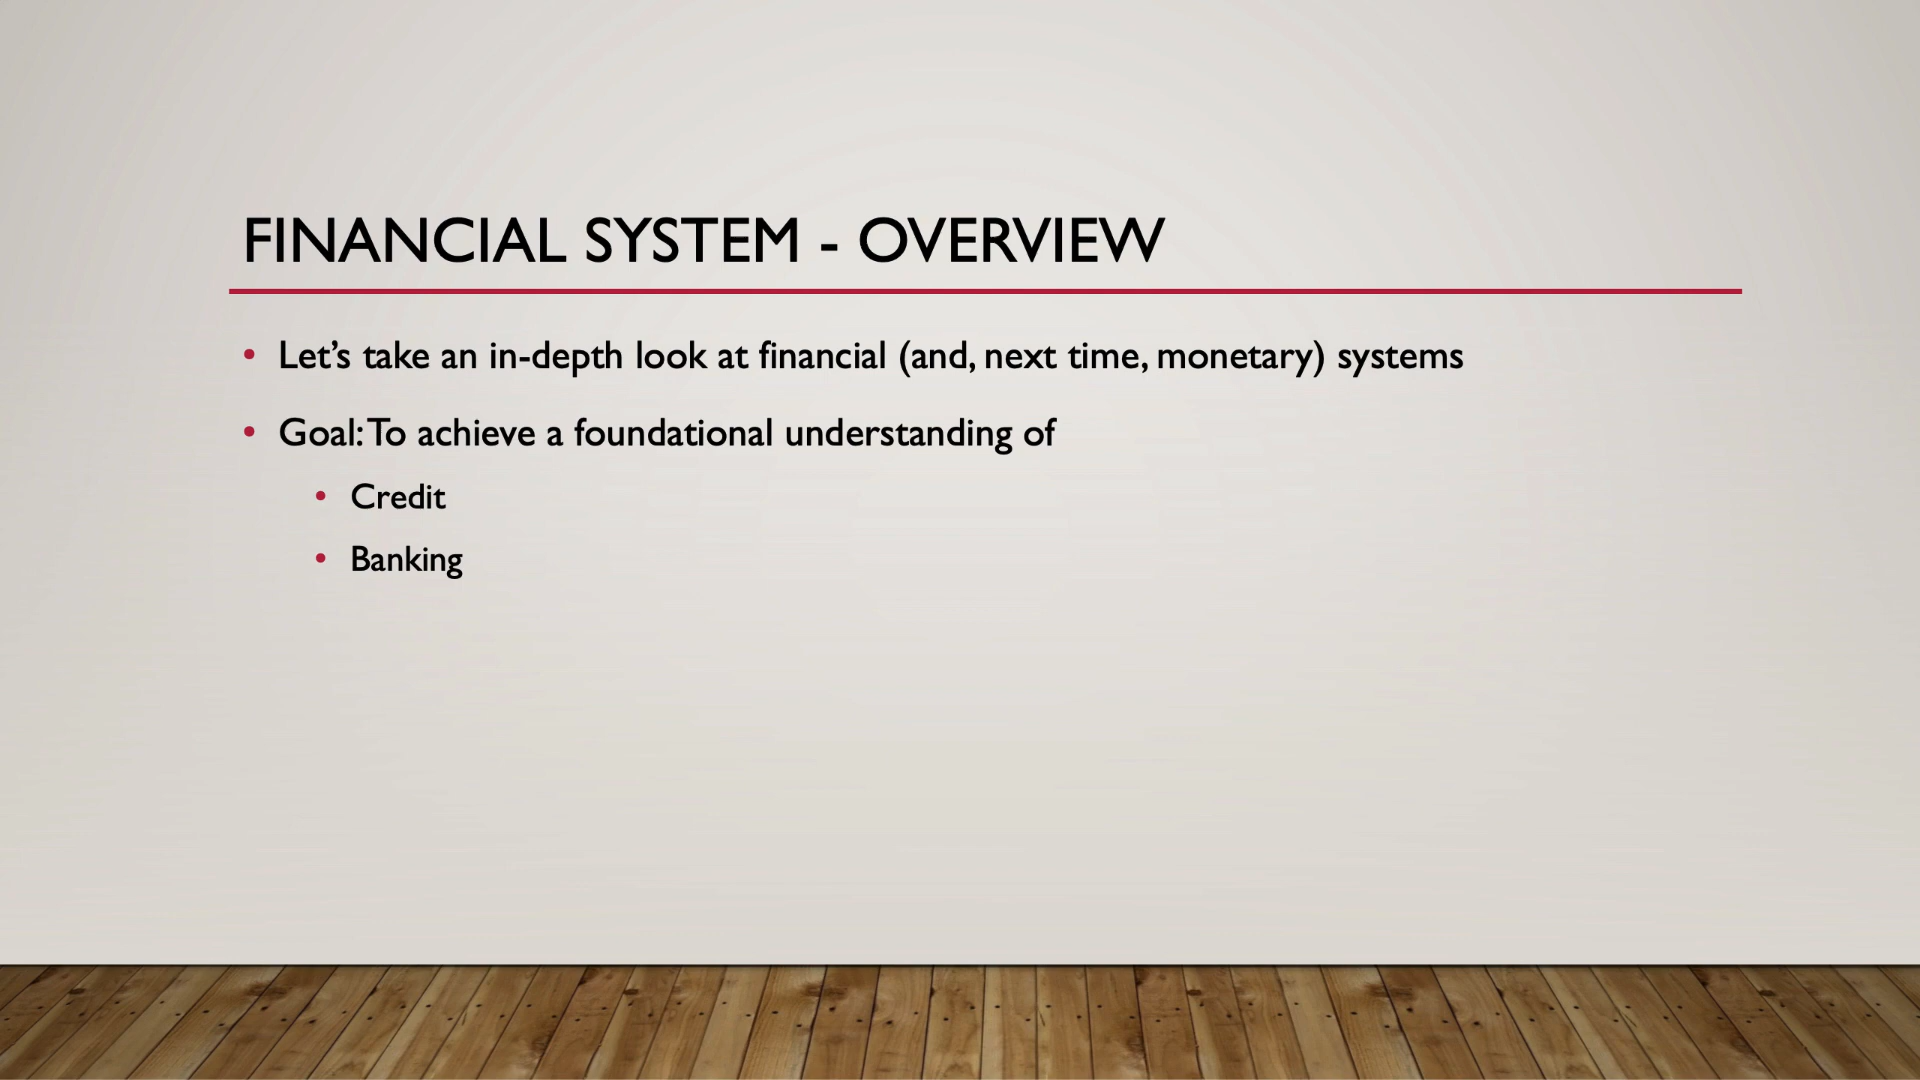 FINANCIAL SYSTEM - OVERVIEW
• Let’s take an in-depth look at financial (and, next time, monetary) systems
• Goal: To achieve a foundational understanding of
• Credit
• Banking